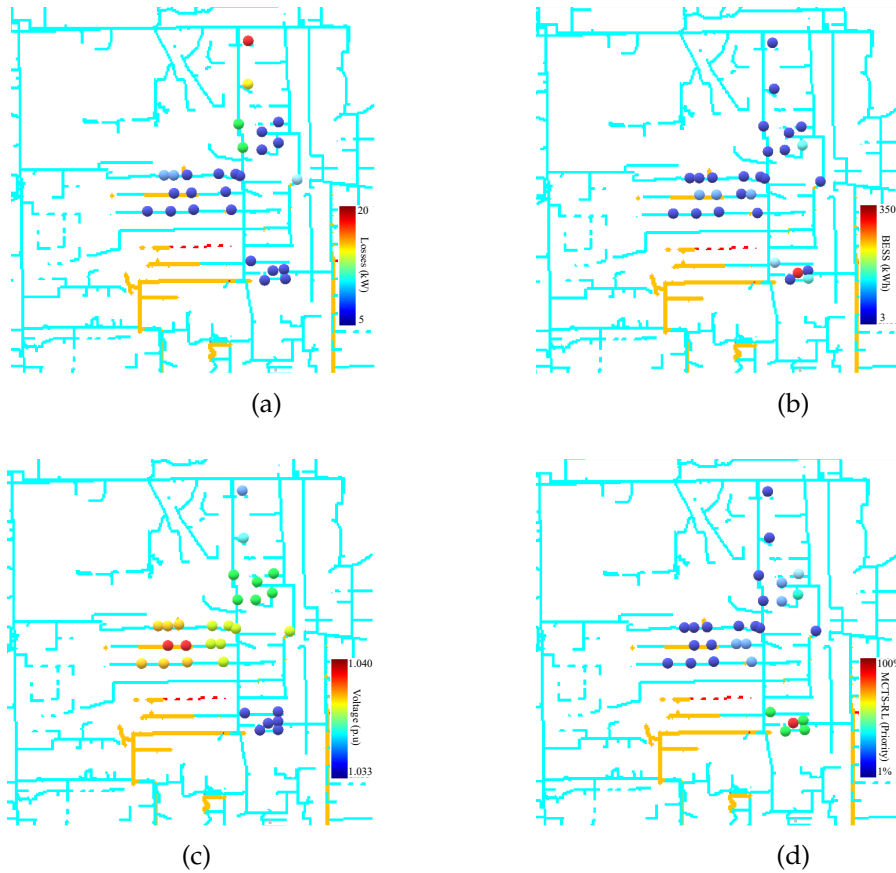 20
Losses (kW)
5
(a)
350
BESS (kWh)
3
(b)
1.040
Voltage (p.u)
1.033
(c)
100%
MCTS-RL (Priority)
1%
(d)